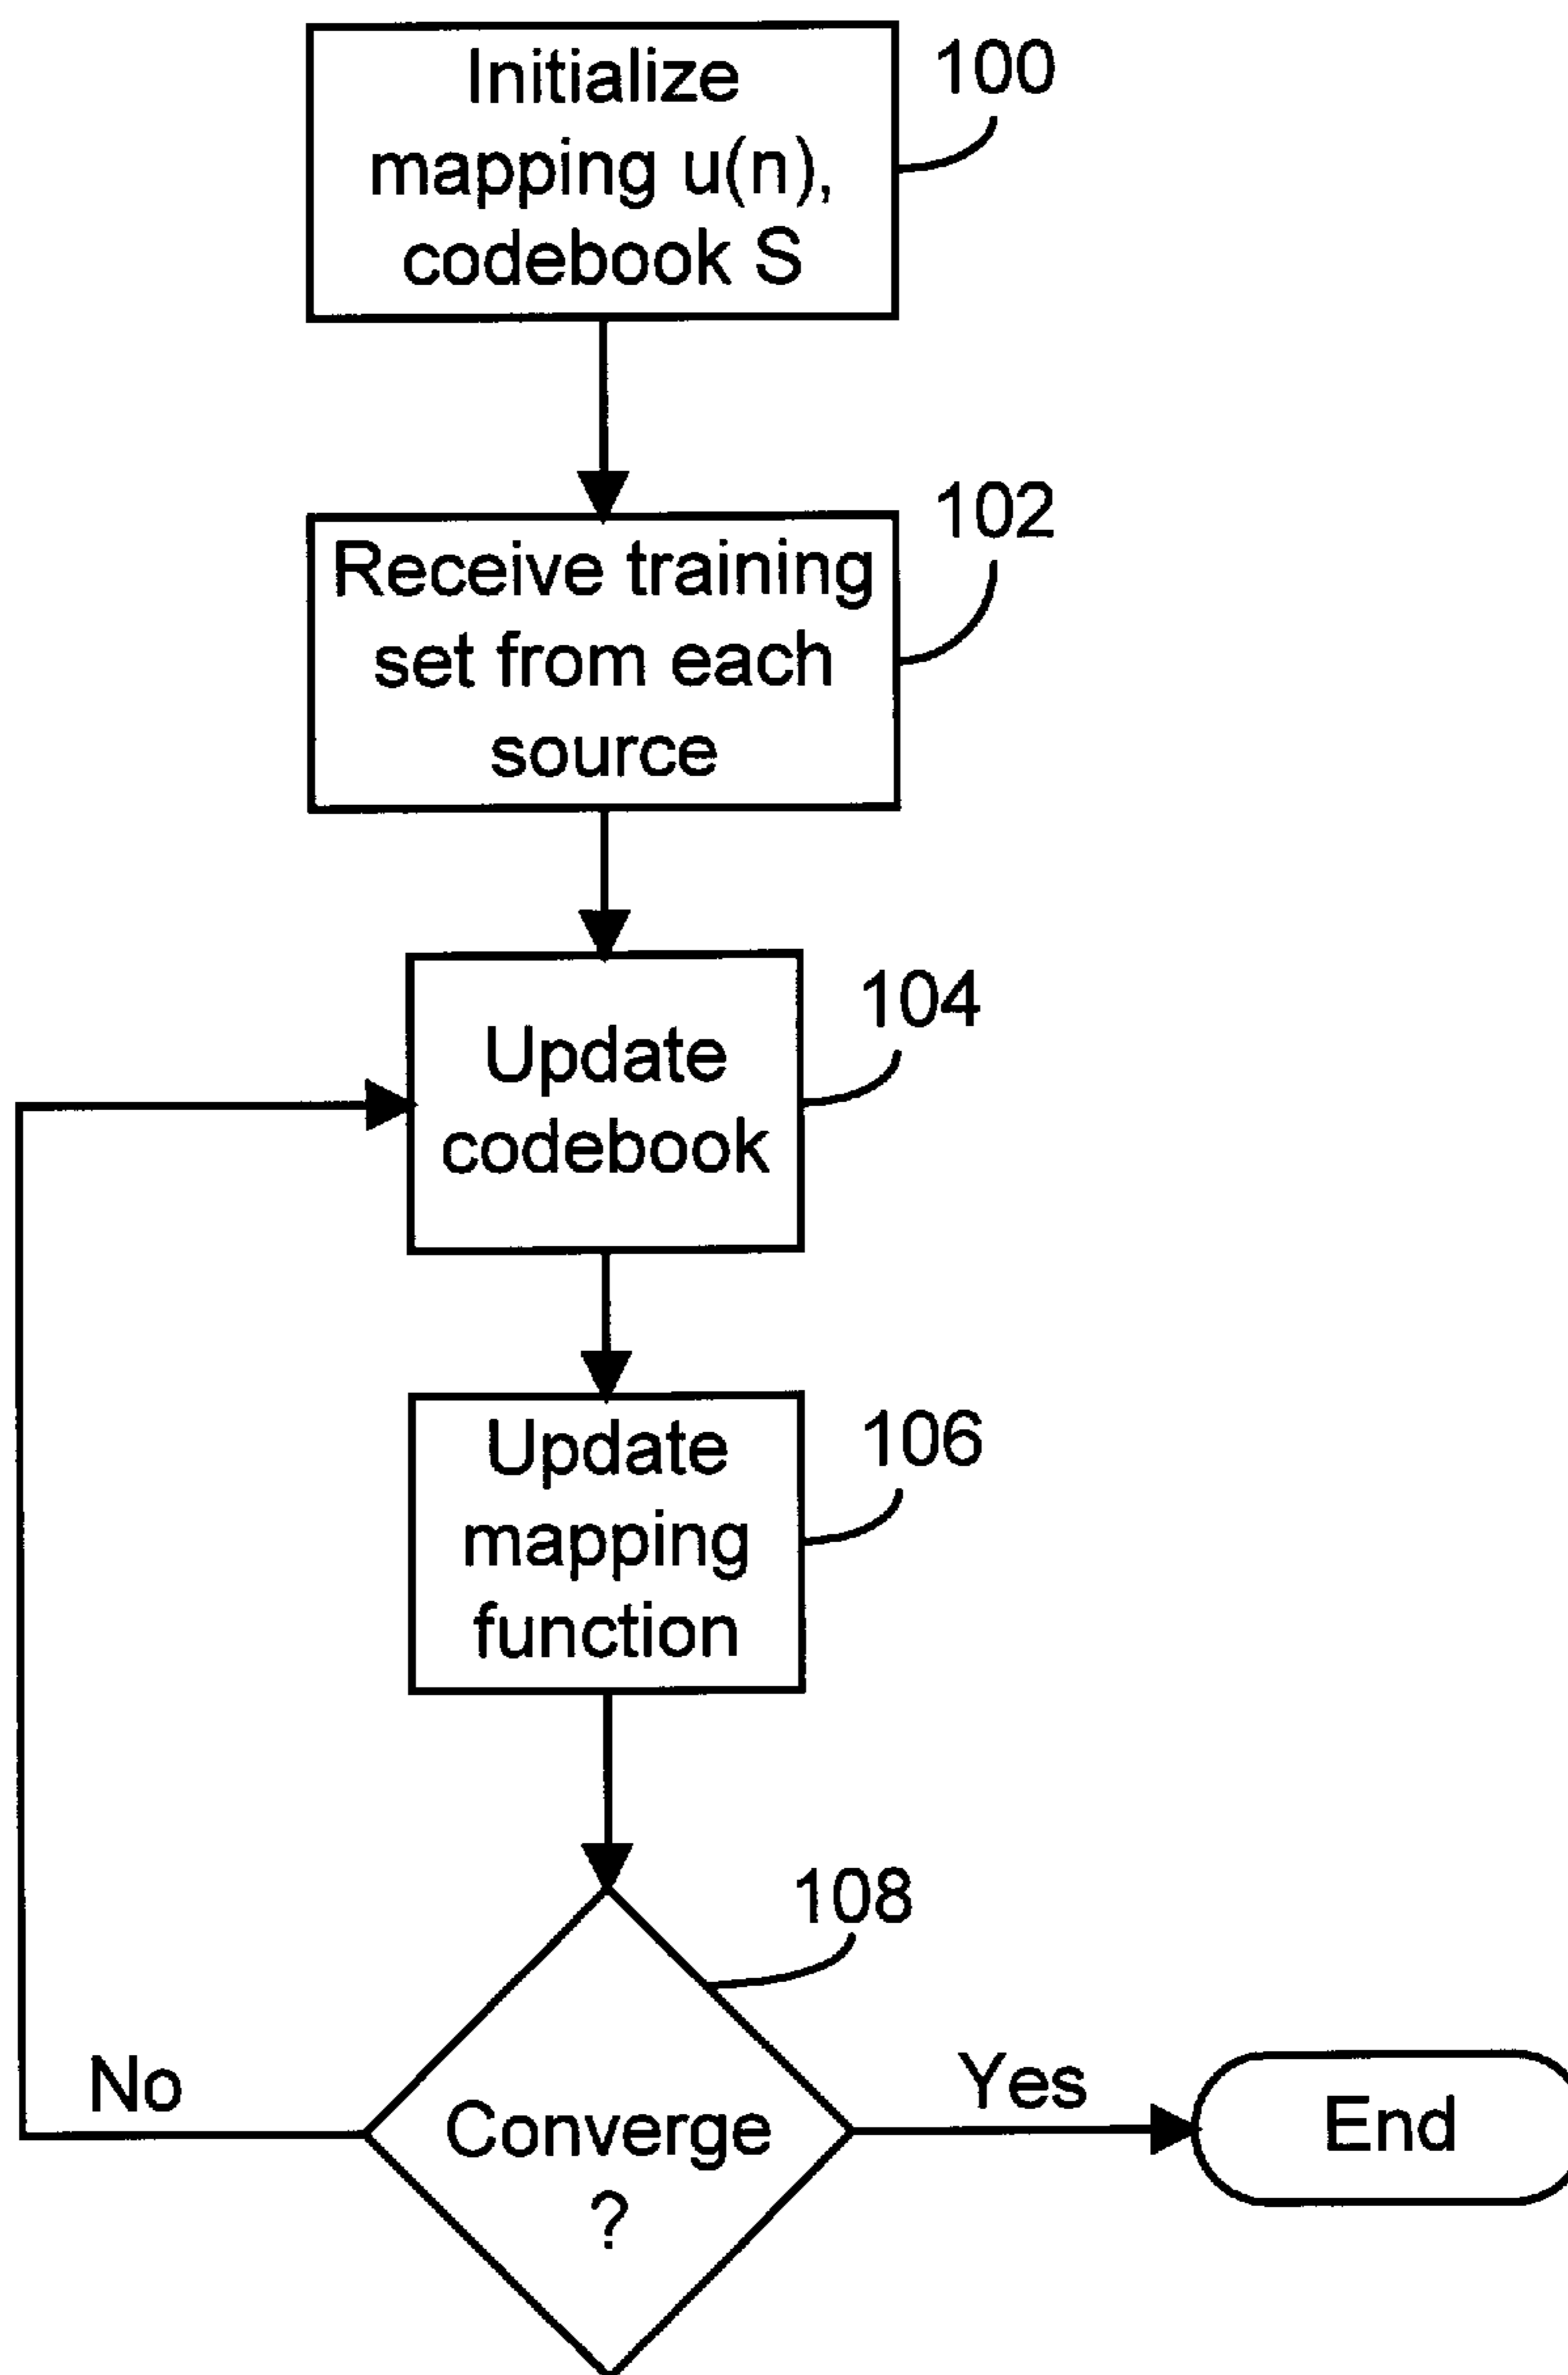 Initialize
mapping u(n),
codebook S
100
Receive training
set from each
source
102
Update
codebook
104
Update
mapping
function
106
108
Converge
?
No
Yes
End